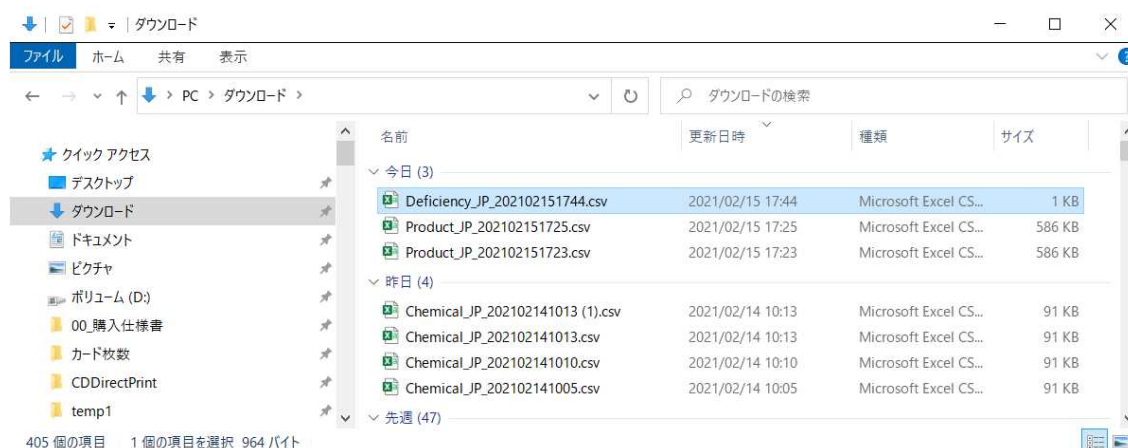 ダウンロード
ファイル ホーム 共有 表示
PC > ダウンロード >
ダウンロードの検索
クイック アクセス
デスクトップ
ダウンロード
ドキュメント
ピクチャ
ボリューム (D:)
00_購入仕様書
カード枚数
CDDirectPrint
temp1
名前 更新日時 種類 サイズ
今日 (3)
Deficiency_JP_202102151744.csv 2021/02/15 17:44 Microsoft Excel CS... 1 KB
Product_JP_202102151725.csv 2021/02/15 17:25 Microsoft Excel CS... 586 KB
Product_JP_202102151723.csv 2021/02/15 17:23 Microsoft Excel CS... 586 KB
昨日 (4)
Chemical_JP_202102141013 (1).csv 2021/02/14 10:13 Microsoft Excel CS... 91 KB
Chemical_JP_202102141013.csv 2021/02/14 10:13 Microsoft Excel CS... 91 KB
Chemical_JP_202102141010.csv 2021/02/14 10:10 Microsoft Excel CS... 91 KB
Chemical_JP_202102141005.csv 2021/02/14 10:05 Microsoft Excel CS... 91 KB
先週 (47)
405 個の項目 1 個の項目を選択 964 バイト